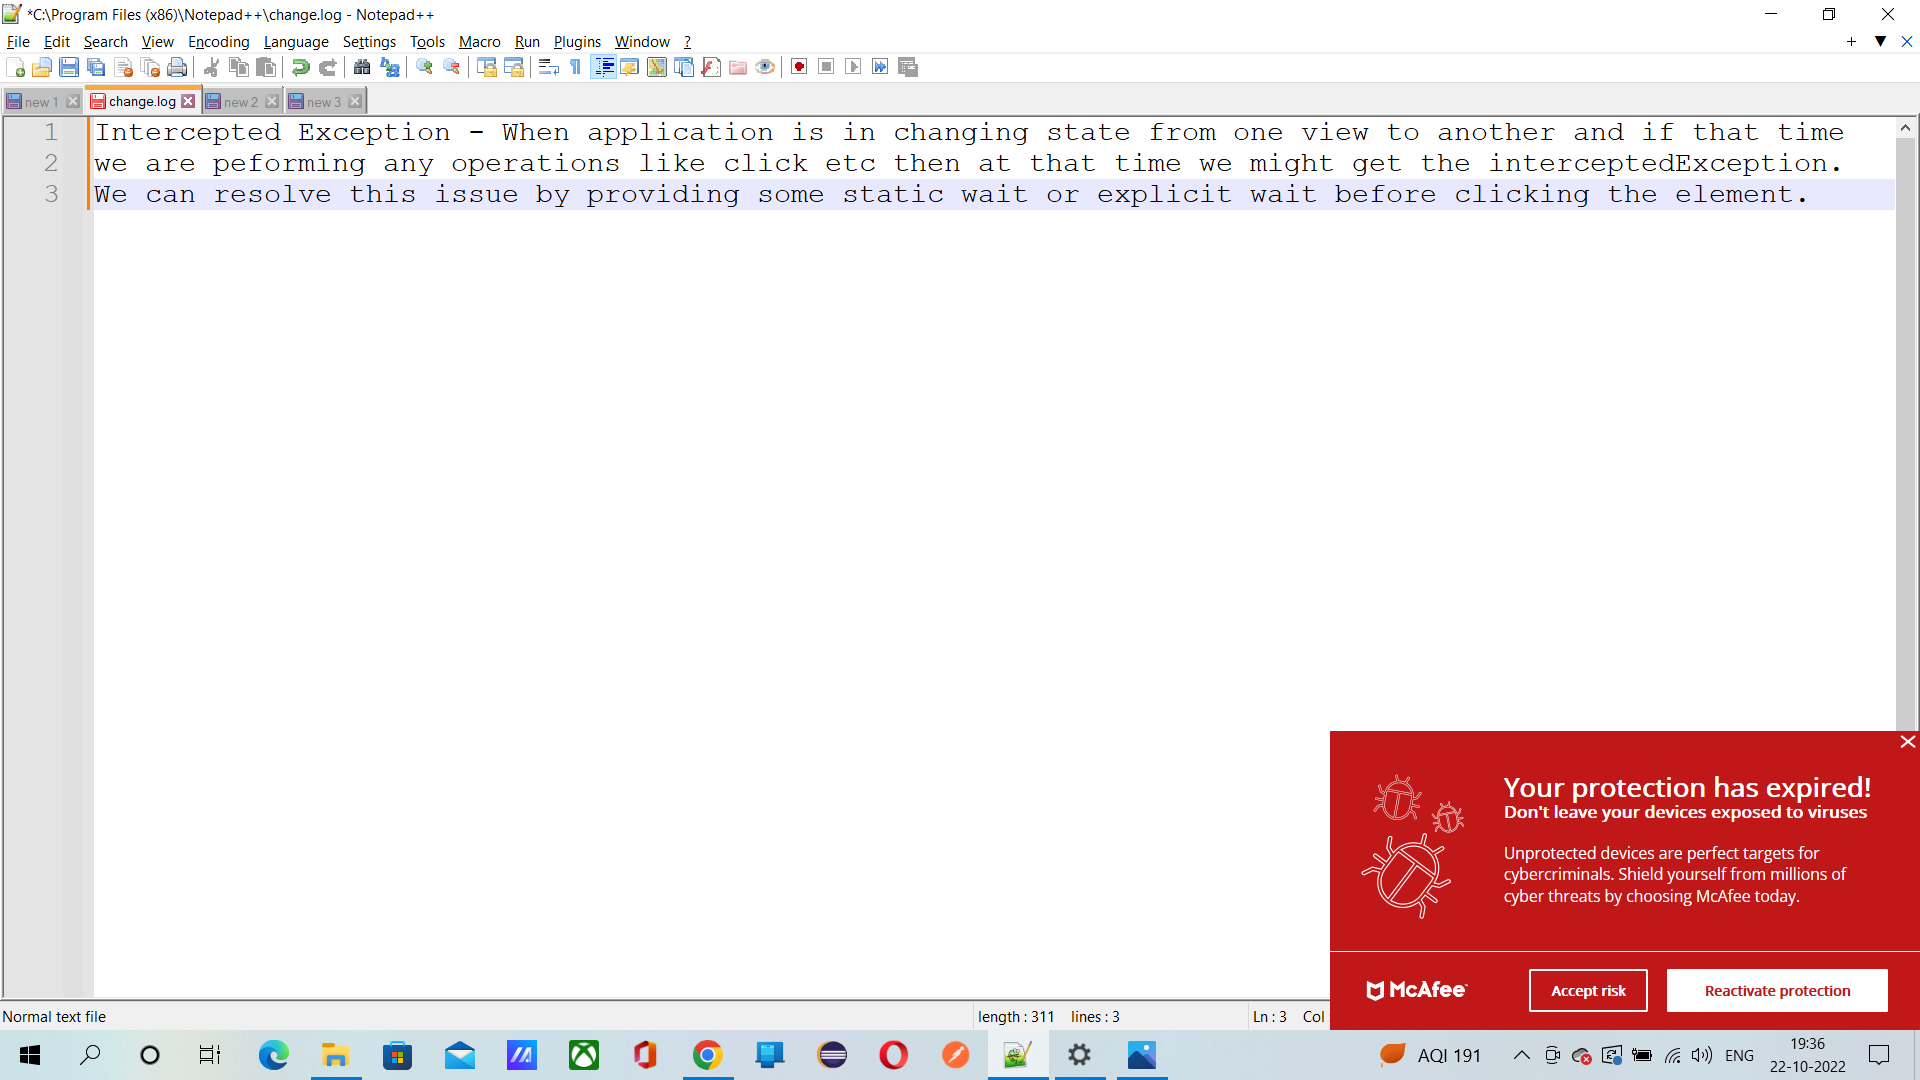 *C:\Program Files (x86)\Notepad++\change.log - Notepad++
File Edit Search View Encoding Language Settings Tools Macro Run Plugins Window ?
new 1 change.log new 2 new 3
1 Intercepted Exception - When application is in changing state from one view to another and if that time
2 we are peforming any operations like click etc then at that time we might get the interceptedException.
3 We can resolve this issue by providing some static wait or explicit wait before clicking the element.
Your protection has expired!
Don't leave your devices exposed to viruses
Unprotected devices are perfect targets for
cybercriminals. Shield yourself from millions of
cyber threats by choosing McAfee today.
McAfee Accept risk Reactivate protection
Normal text file length : 311 lines : 3 Ln : 3 Col
AQI 191 ENG 19:36
22-10-2022